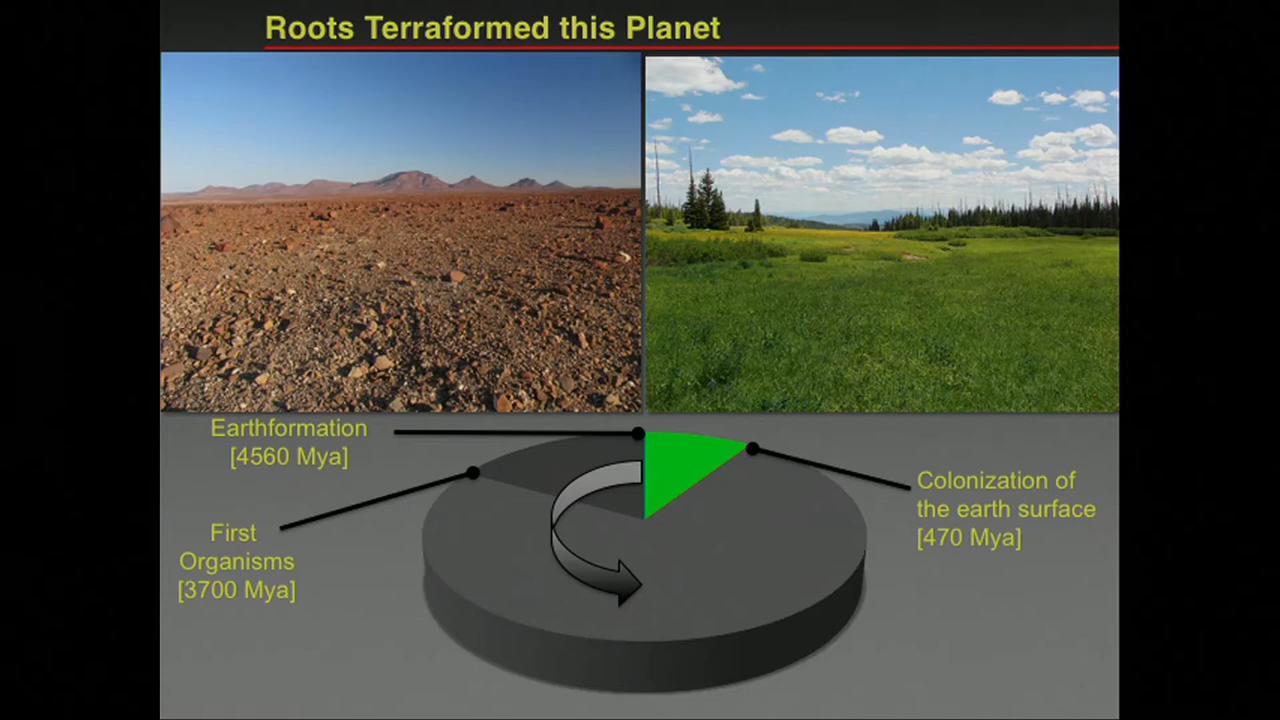 Roots Terraformed this Planet
Earthformation
[4560 Mya]
First
Organisms
[3700 Mya]
Colonization of
the earth surface
[470 Mya]